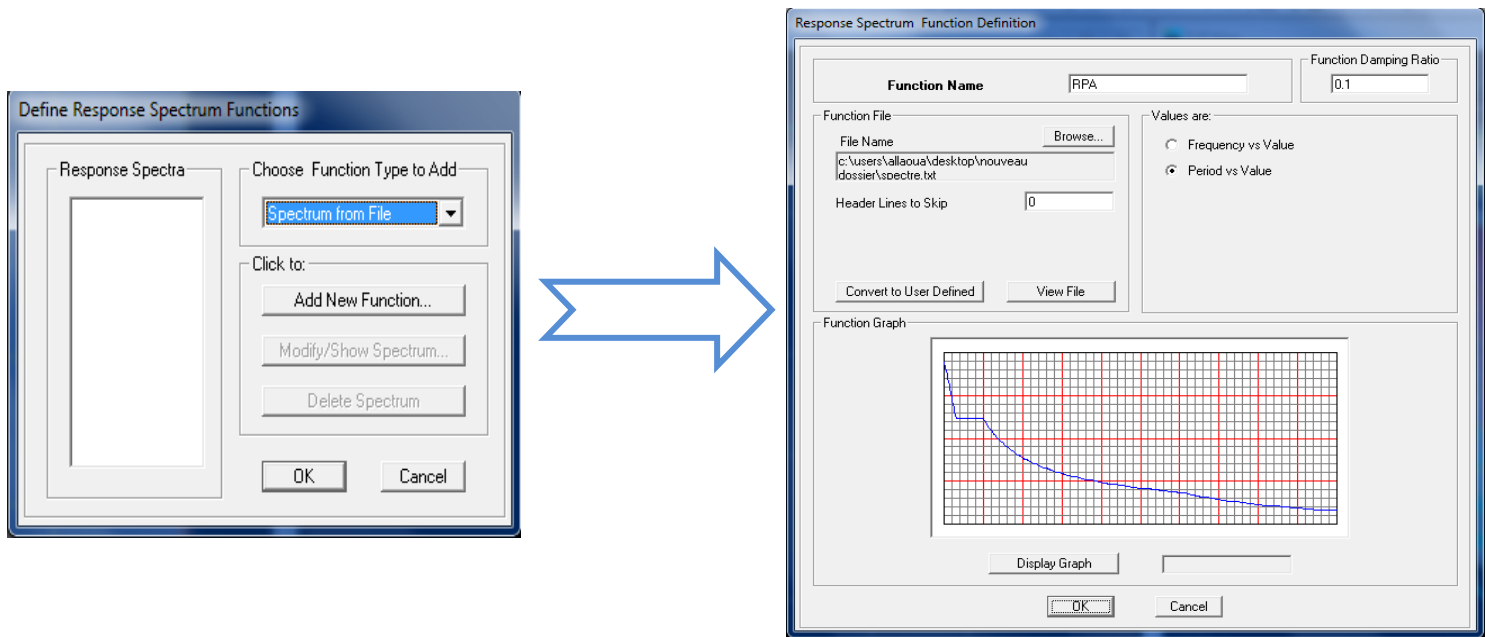 Define Response Spectrum Functions
Response Spectra
Choose Function Type to Add
Spectrum from File
Click to:
Add New Function...
Modify/Show Spectrum...
Delete Spectrum
OK
Cancel
Response Spectrum Function Definition
Function Name
RPA
Function Damping Ratio
0.1
Function File
File Name
Browse...
c:\users\allaoua\desktop\nouveau
dossier\spectre.txt
Header Lines to Skip
0
Convert to User Defined
View File
Values are:
Frequency vs Value
Period vs Value
Function Graph
Display Graph
OK
Cancel